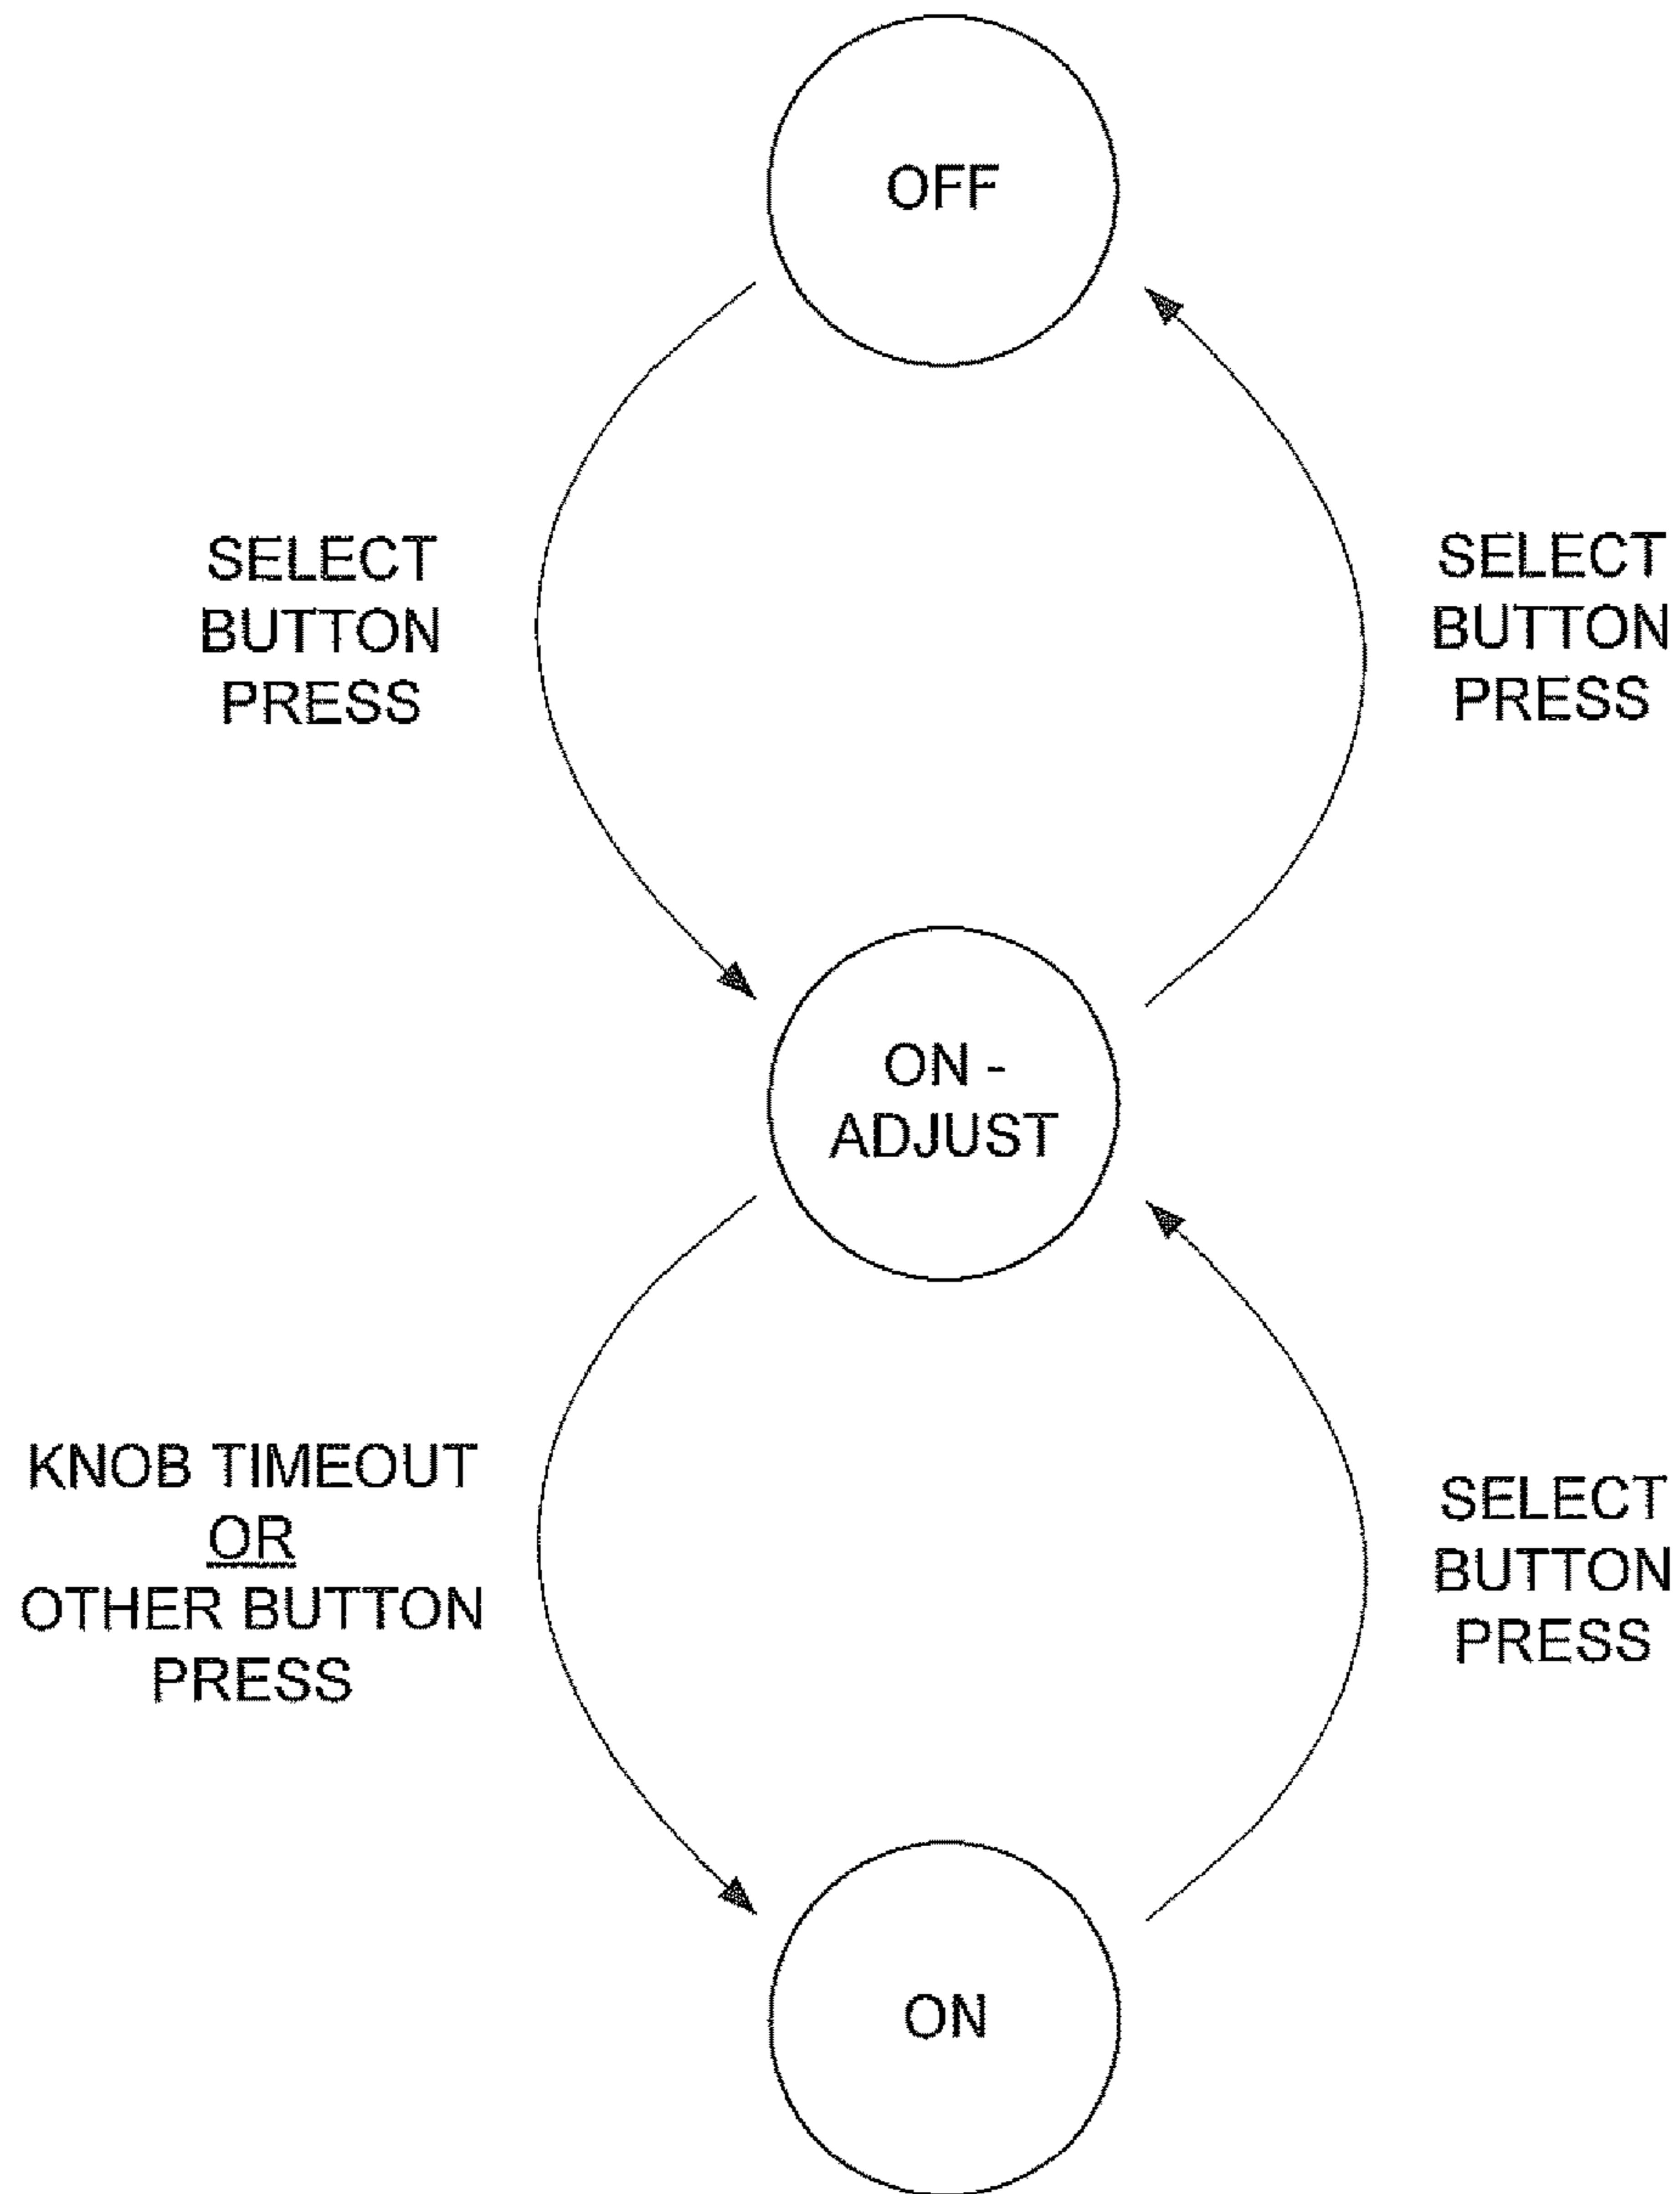 OFF
SELECT
BUTTON
PRESS
SELECT
BUTTON
PRESS
ON -
ADJUST
KNOB TIMEOUT
OR
OTHER BUTTON
PRESS
SELECT
BUTTON
PRESS
ON